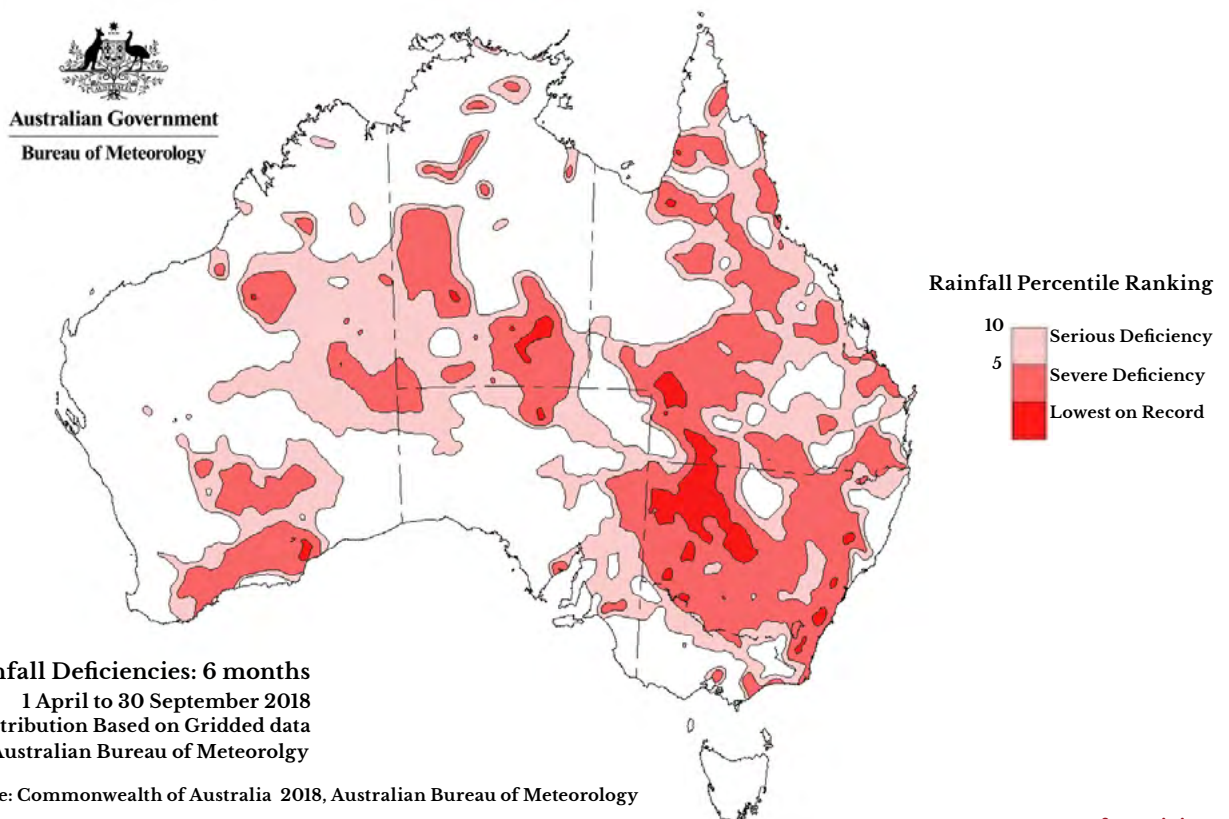 Australian Government
Bureau of Meteorology
Rainfall Percentile Ranking
10
Serious Deficiency
5
Severe Deficiency
Lowest on Record
nfall Deficiencies: 6 months
1 April to 30 September 2018
tribution Based on Gridded data
Australian Bureau of Meteorolgy
e: Commonwealth of Australia 2018, Australian Bureau of Meteorology